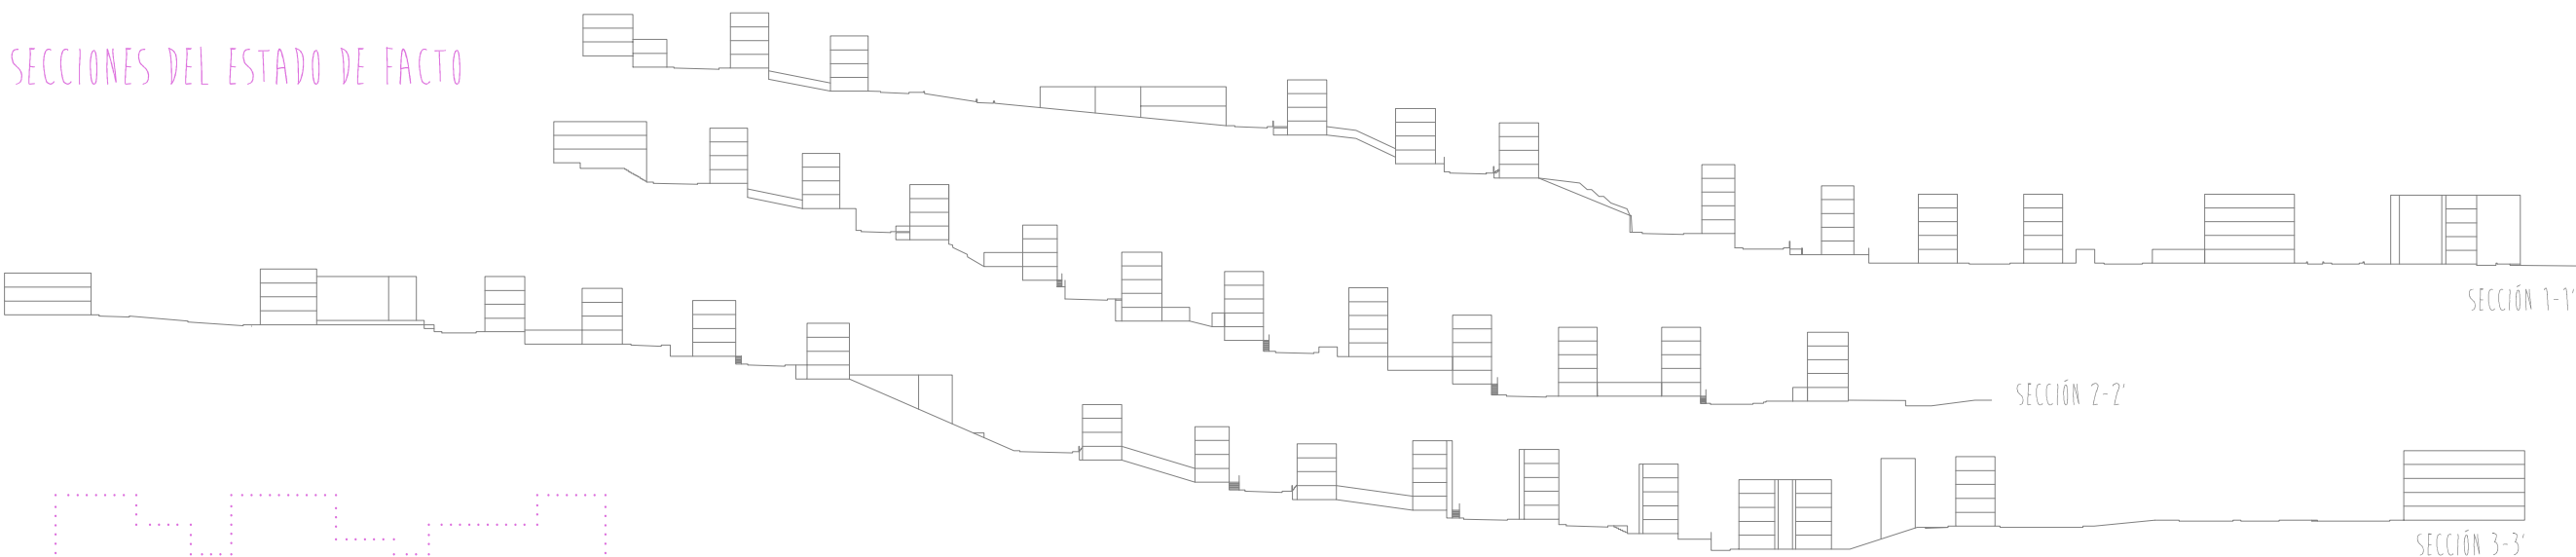 SECCIONES DEL ESTADO DE FACTO
SECCIÓN 1-1'
SECCIÓN 2-2'
SECCIÓN 3-3'